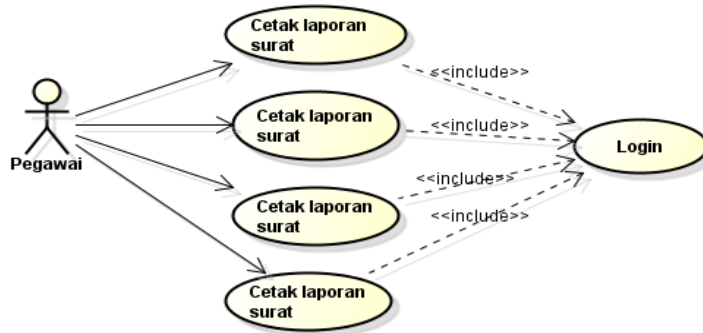 Cetak laporan
surat
<<include>>
Cetak laporan
surat
<<include>>
Pegawai
Login
<<include>>
Cetak laporan
surat
<<include>>
Cetak laporan
surat